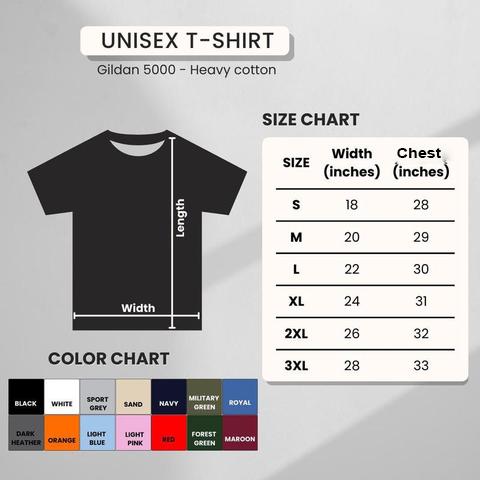 UNISEX T-SHIRT
Gildan 5000 - Heavy cotton
SIZE CHART
SIZE Width (inches) Chest (inches)
S 18 28
M 20 29
L 22 30
XL 24 31
2XL 26 32
3XL 28 33
Length
Width
COLOR CHART
BLACK WHITE SPORT GREY SAND NAVY MILITARY GREEN ROYAL
DARK HEATHER ORANGE LIGHT BLUE LIGHT PINK RED FOREST GREEN MAROON